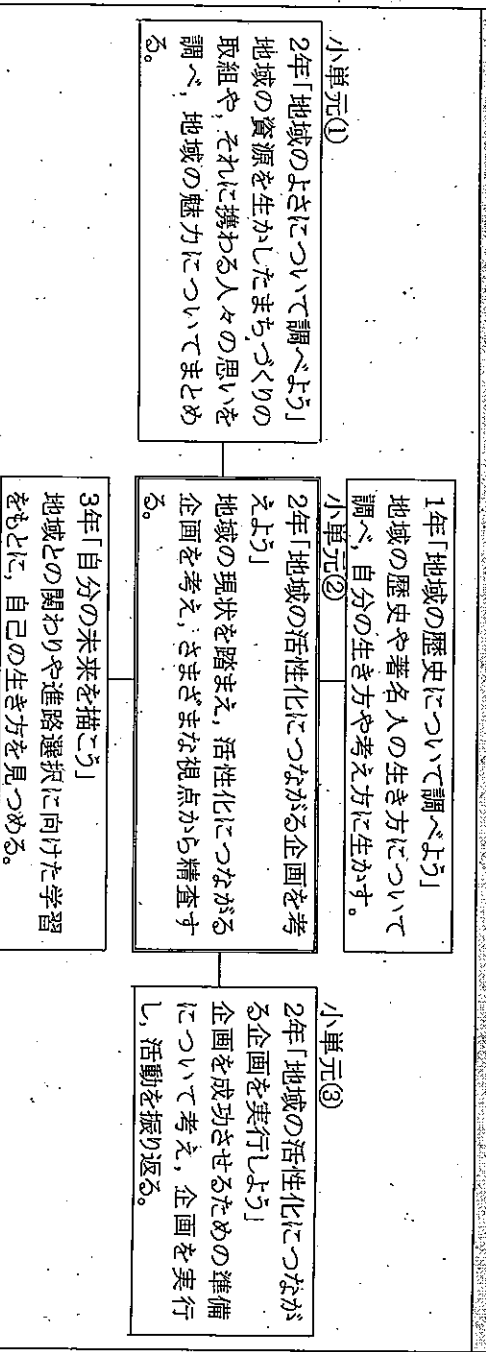 1年「地域の歴史について調べよう」
地域の歴史や著名人の生き方について
調べ,自分の生き方や考え方に生かす。
小単元①
2年「地域のよさについて調べよう」
地域の資源を生かしたまちづくりの
取組や,それに携わる人々の思いを
調べ,地域の魅力についてまとめ
る。
小単元②
2年「地域の活性化につながる企画を考
えよう」
地域の現状を踏まえ,活性化につながる
企画を考え,さまざまな視点から精査す
る。
小単元③
2年「地域の活性化につなが
る企画を実行しよう」
企画を成功させるための準備
について考え,企画を実行
し,活動を振り返る。
3年「自分の未来を描こう」
地域との関わりや進路選択に向けた学習
をもとに,自己の生き方を見つめる。